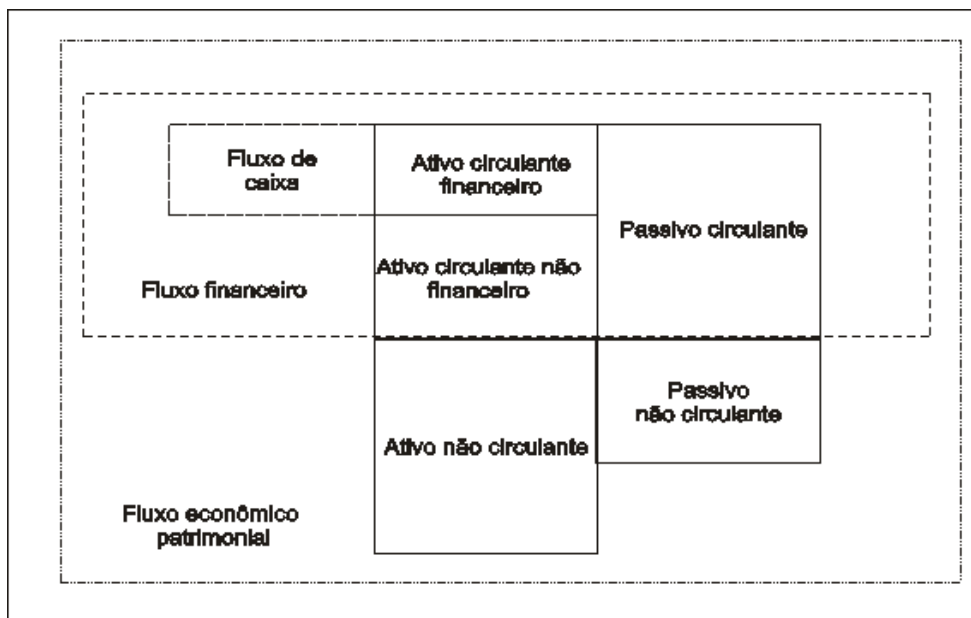 Fluxo de
caixa
Ativo circulante
financeiro
Passivo circulante
Fluxo financeiro
Ativo circulante não
financeiro
Ativo não circulante
Passivo
não circulante
Fluxo econômico
patrimonial